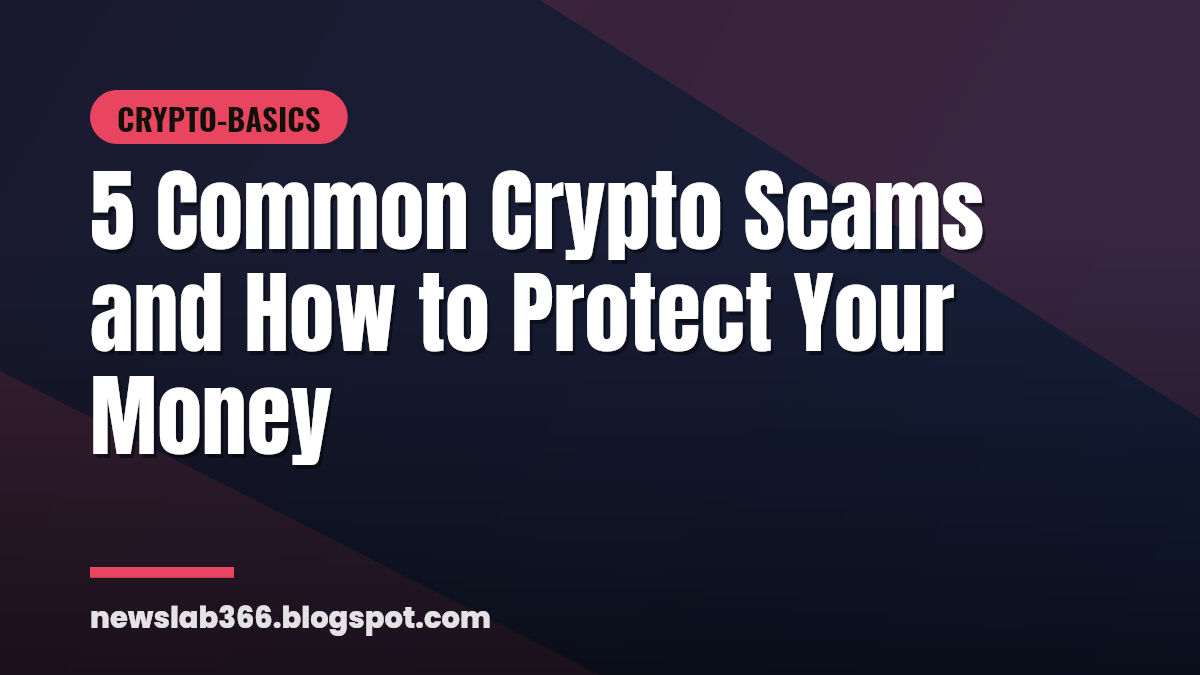 CRYPTO-BASICS
5 Common Crypto Scams
and How to Protect Your
Money
newslab366.blogspot.com